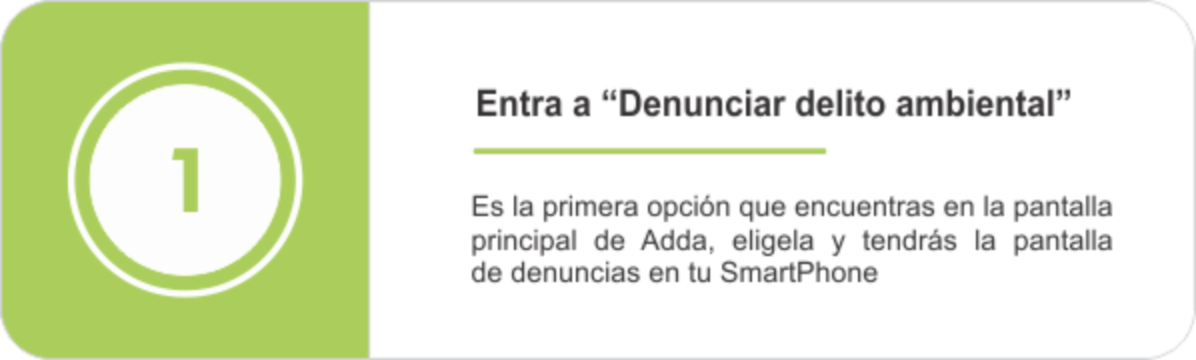 1
Entra a “Denunciar delito ambiental”
Es la primera opción que encuentras en la pantalla
principal de Adda, eligela y tendrás la pantalla
de denuncias en tu SmartPhone